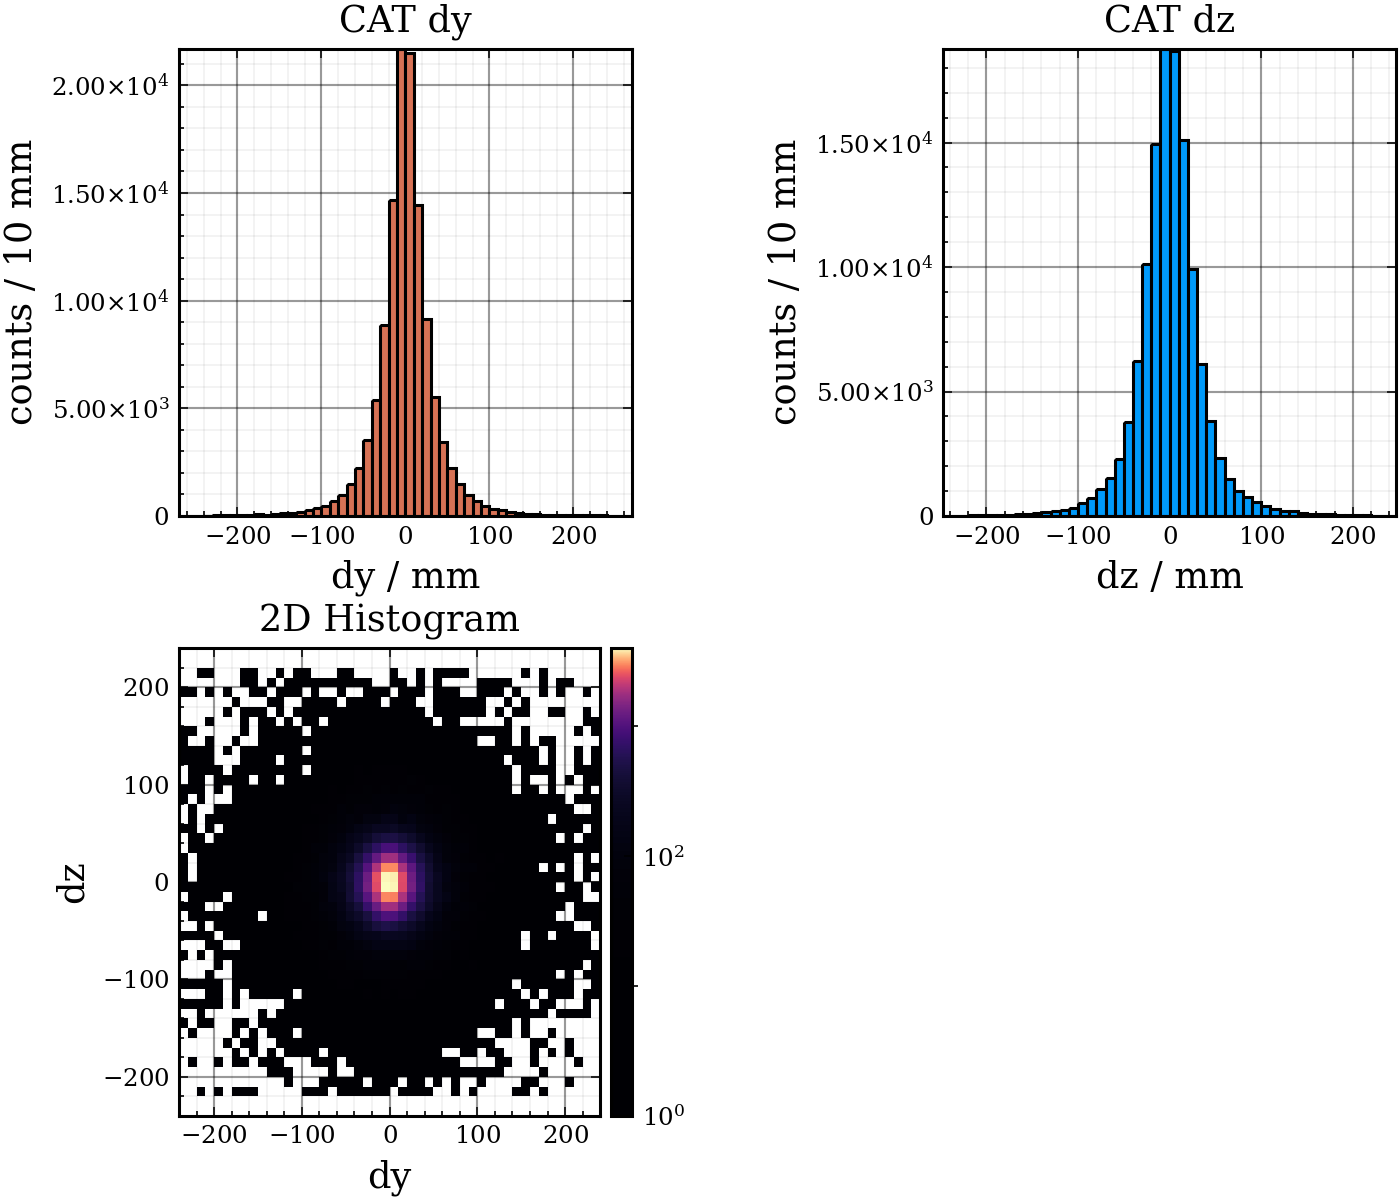 CAT dy
counts / 10 mm
2.00×10⁴
1.50×10⁴
1.00×10⁴
5.00×10³
0
−200 −100 0 100 200
dy / mm
CAT dz
counts / 10 mm
1.50×10⁴
1.00×10⁴
5.00×10³
0
−200 −100 0 100 200
dz / mm
2D Histogram
dz
200
100
0
−100
−200
−200 −100 0 100 200
dy
10²
10⁰